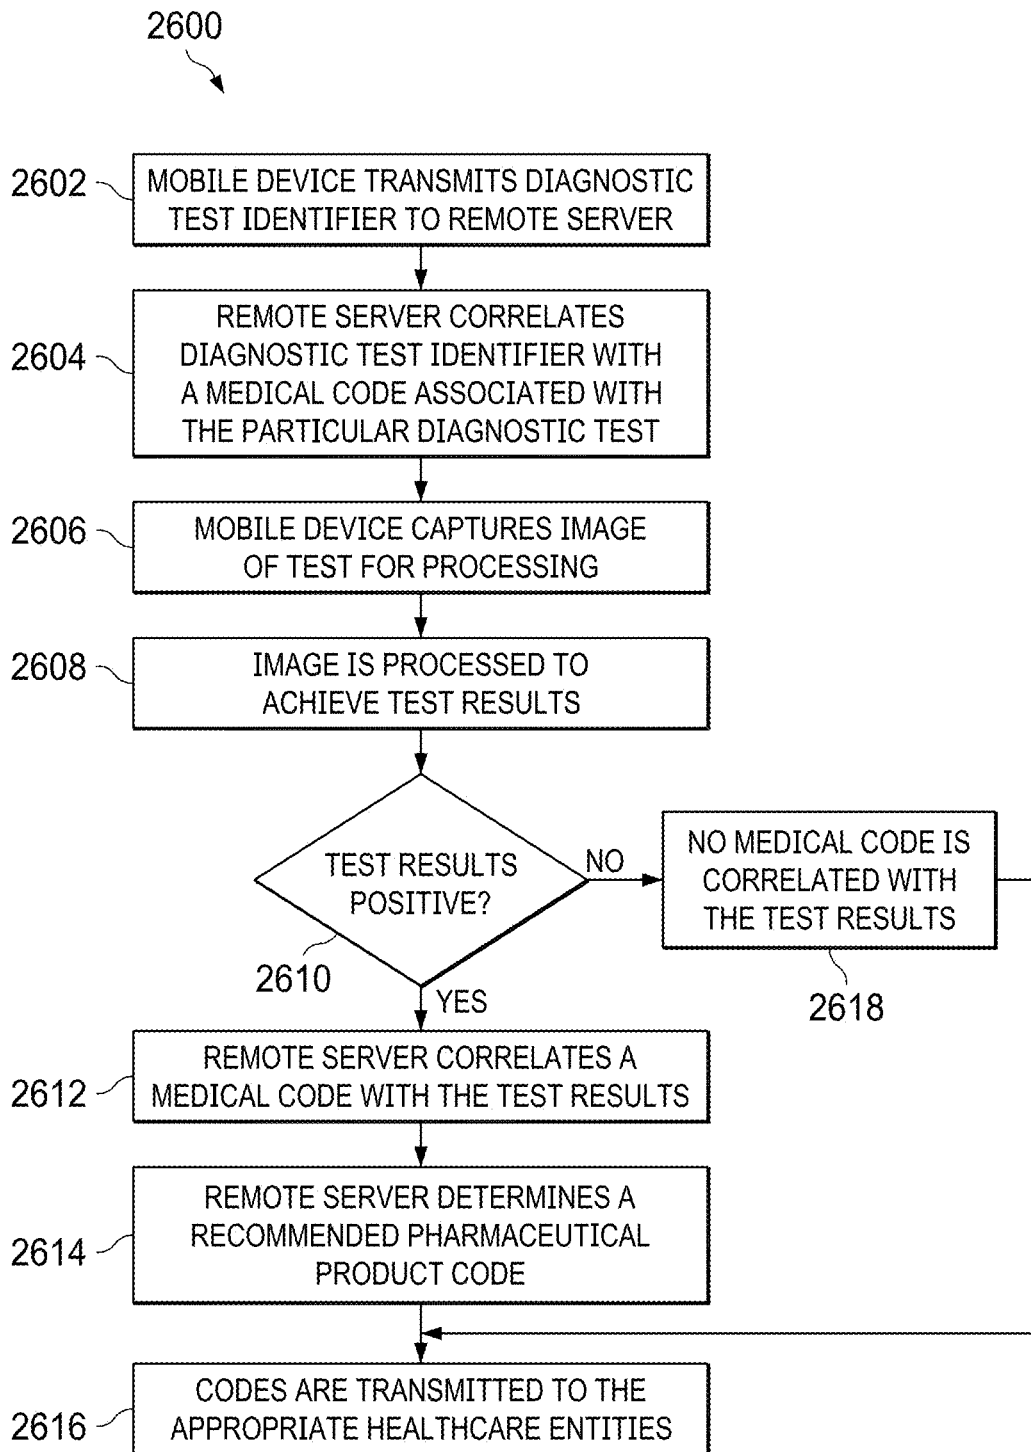 2600
2602
MOBILE DEVICE TRANSMITS DIAGNOSTIC
TEST IDENTIFIER TO REMOTE SERVER
2604
REMOTE SERVER CORRELATES
DIAGNOSTIC TEST IDENTIFIER WITH
A MEDICAL CODE ASSOCIATED WITH
THE PARTICULAR DIAGNOSTIC TEST
2606
MOBILE DEVICE CAPTURES IMAGE
OF TEST FOR PROCESSING
2608
IMAGE IS PROCESSED TO
ACHIEVE TEST RESULTS
TEST RESULTS
POSITIVE?
2610
NO
NO MEDICAL CODE IS
CORRELATED WITH
THE TEST RESULTS
2618
YES
2612
REMOTE SERVER CORRELATES A
MEDICAL CODE WITH THE TEST RESULTS
2614
REMOTE SERVER DETERMINES A
RECOMMENDED PHARMACEUTICAL
PRODUCT CODE
2616
CODES ARE TRANSMITTED TO THE
APPROPRIATE HEALTHCARE ENTITIES